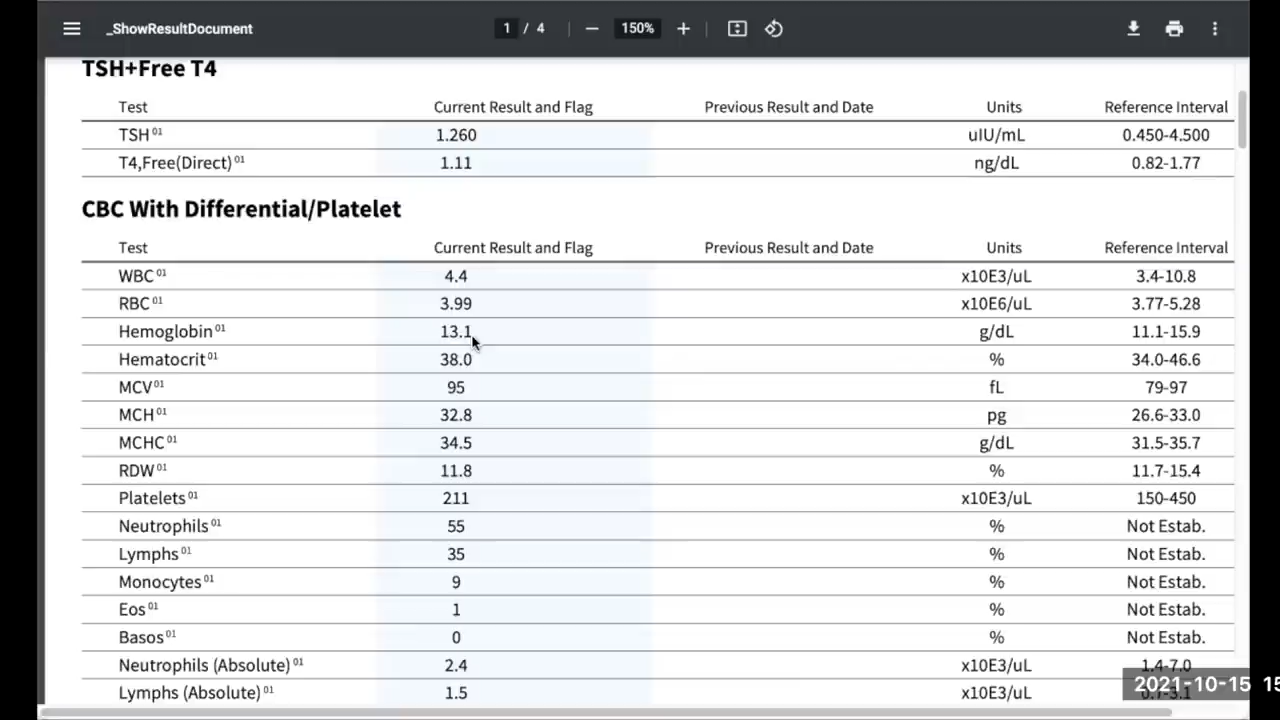 _ShowResultDocument 1 / 4 150%
TSH+Free T4
Test Current Result and Flag Previous Result and Date Units Reference Interval
TSH 01 1.260 uIU/mL 0.450-4.500
T4,Free(Direct) 01 1.11 ng/dL 0.82-1.77
CBC With Differential/Platelet
Test Current Result and Flag Previous Result and Date Units Reference Interval
WBC 01 4.4 x10E3/uL 3.4-10.8
RBC 01 3.99 x10E6/uL 3.77-5.28
Hemoglobin 01 13.1 g/dL 11.1-15.9
Hematocrit 01 38.0 % 34.0-46.6
MCV 01 95 fL 79-97
MCH 01 32.8 pg 26.6-33.0
MCHC 01 34.5 g/dL 31.5-35.7
RDW 01 11.8 % 11.7-15.4
Platelets 01 211 x10E3/uL 150-450
Neutrophils 01 55 % Not Estab.
Lymphs 01 35 % Not Estab.
Monocytes 01 9 % Not Estab.
Eos 01 1 % Not Estab.
Basos 01 0 % Not Estab.
Neutrophils (Absolute) 01 2.4 x10E3/uL 1.4-7.0
Lymphs (Absolute) 01 1.5 x10E3/uL 0.7-3.1
2021-10-15 15